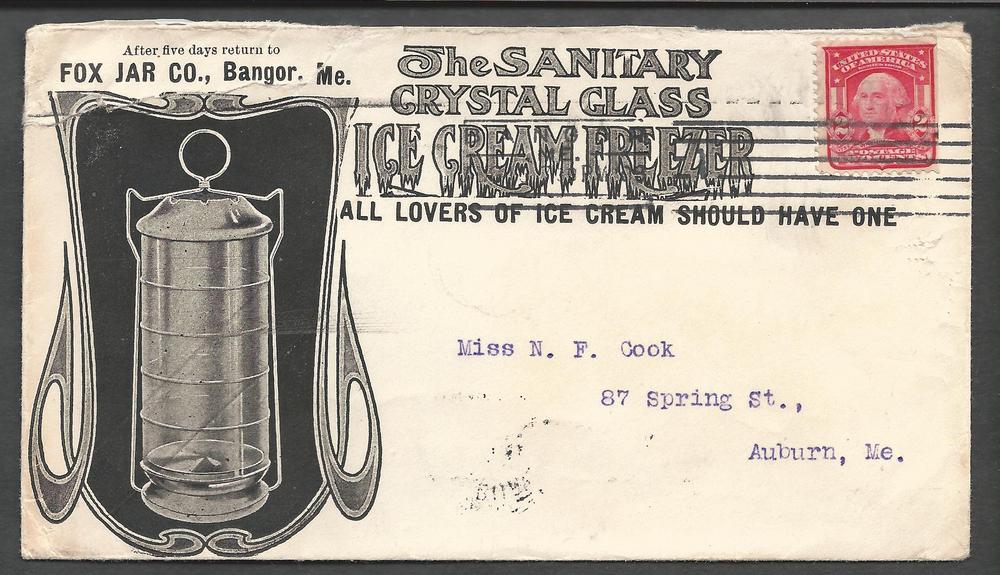 After five days return to
FOX JAR CO., Bangor. Me.
The SANITARY
CRYSTAL GLASS
ICE CREAM FREEZER
ALL LOVERS OF ICE CREAM SHOULD HAVE ONE
UNITED STATES
OF AMERICA
2 2
POSTAGE
TWO CENTS
Miss N. F. Cook
87 Spring St.,
Auburn, Me.